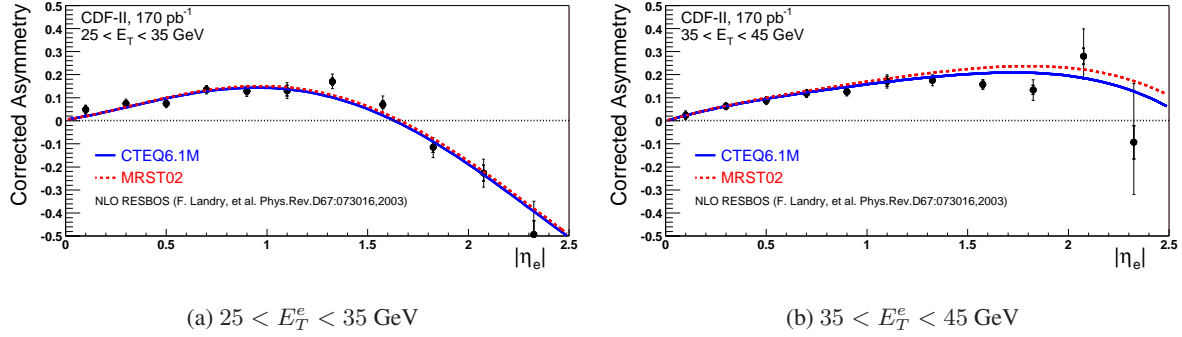 Corrected Asymmetry
0.5
0.4
0.3
0.2
0.1
0
-0.1
-0.2
-0.3
-0.4
-0.5
CDF-II, 170 pb⁻¹
25 < E_T < 35 GeV
CTEQ6.1M
MRST02
NLO RESBOS (F. Landry, et al. Phys.Rev.D67:073016,2003)
0 0.5 1 1.5 2 2.5
|η_e|
(a) 25 < E_T^e < 35 GeV
Corrected Asymmetry
0.5
0.4
0.3
0.2
0.1
0
-0.1
-0.2
-0.3
-0.4
-0.5
CDF-II, 170 pb⁻¹
35 < E_T < 45 GeV
CTEQ6.1M
MRST02
NLO RESBOS (F. Landry, et al. Phys.Rev.D67:073016,2003)
0 0.5 1 1.5 2 2.5
|η_e|
(b) 35 < E_T^e < 45 GeV